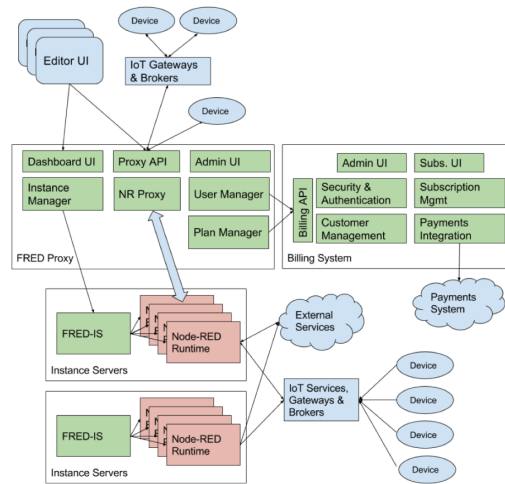 Device
Device
Editor UI
IoT Gateways
& Brokers
Device
Dashboard UI
Proxy API
Admin UI
Instance
Manager
NR Proxy
User Manager
Plan Manager
FRED Proxy
Billing API
Admin UI
Subs. UI
Security &
Authentication
Subscription
Mgmt
Customer
Management
Payments
Integration
Billing System
FRED-IS
Node-RED
Runtime
Instance Servers
External
Services
Payments
System
FRED-IS
Node-RED
Runtime
Instance Servers
IoT Services,
Gateways &
Brokers
Device
Device
Device
Device